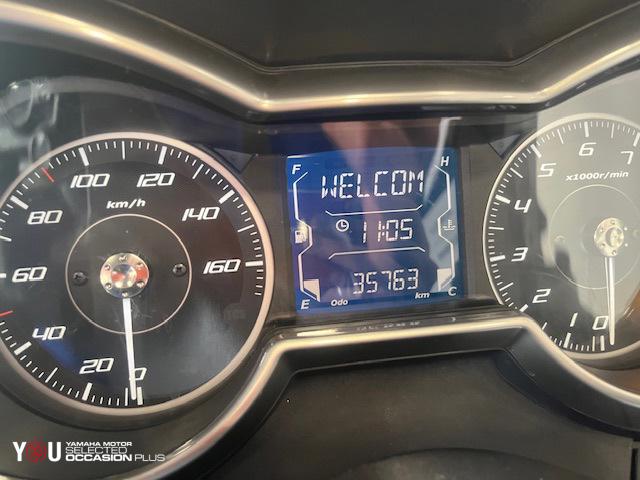 F H
WELCOM
11:05
35763
E Odo km C
km/h
0
20
40
60
80
100
120
140
160
x1000r/min
0
1
2
3
4
5
6
7
YOU YAMAHA MOTOR
SELECTED
OCCASION PLUS